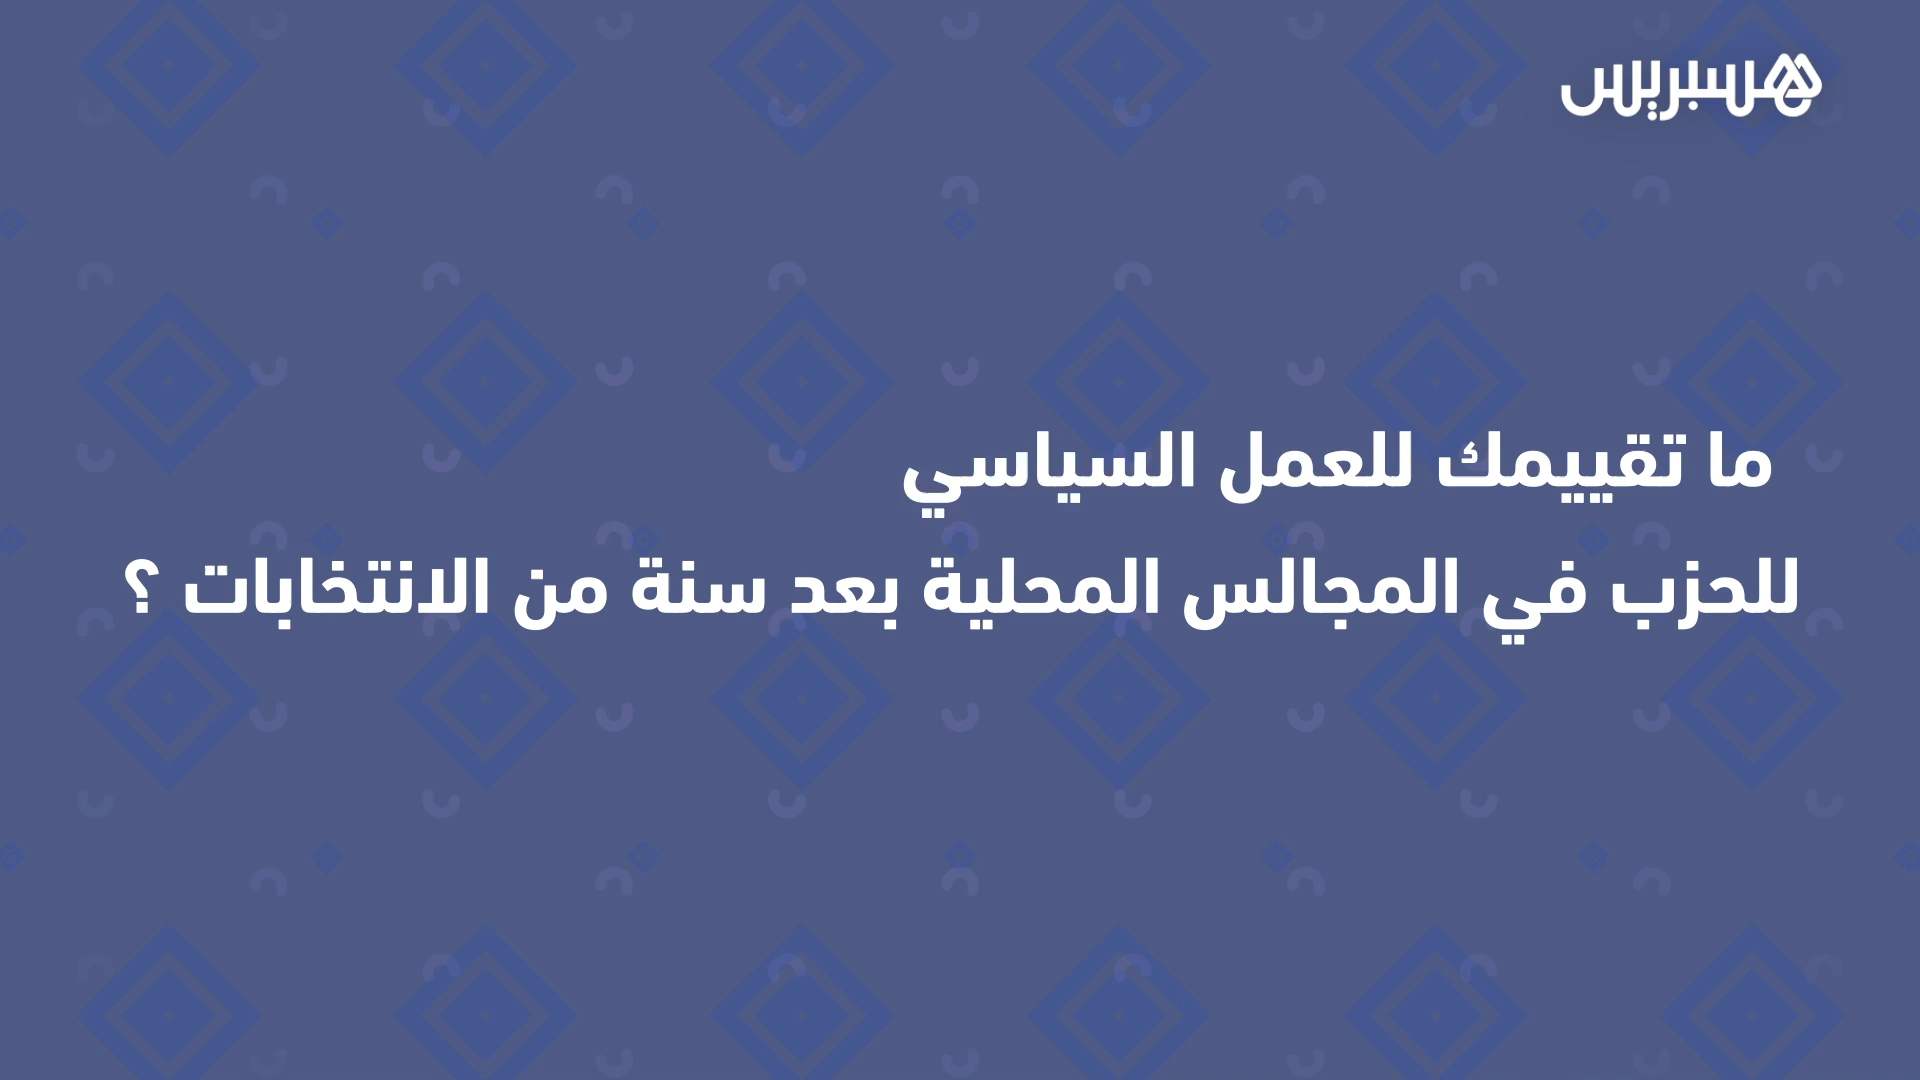 هسبريس
ما تقييمك للعمل السياسي
للحزب في المجالس المحلية بعد سنة من الانتخابات ؟